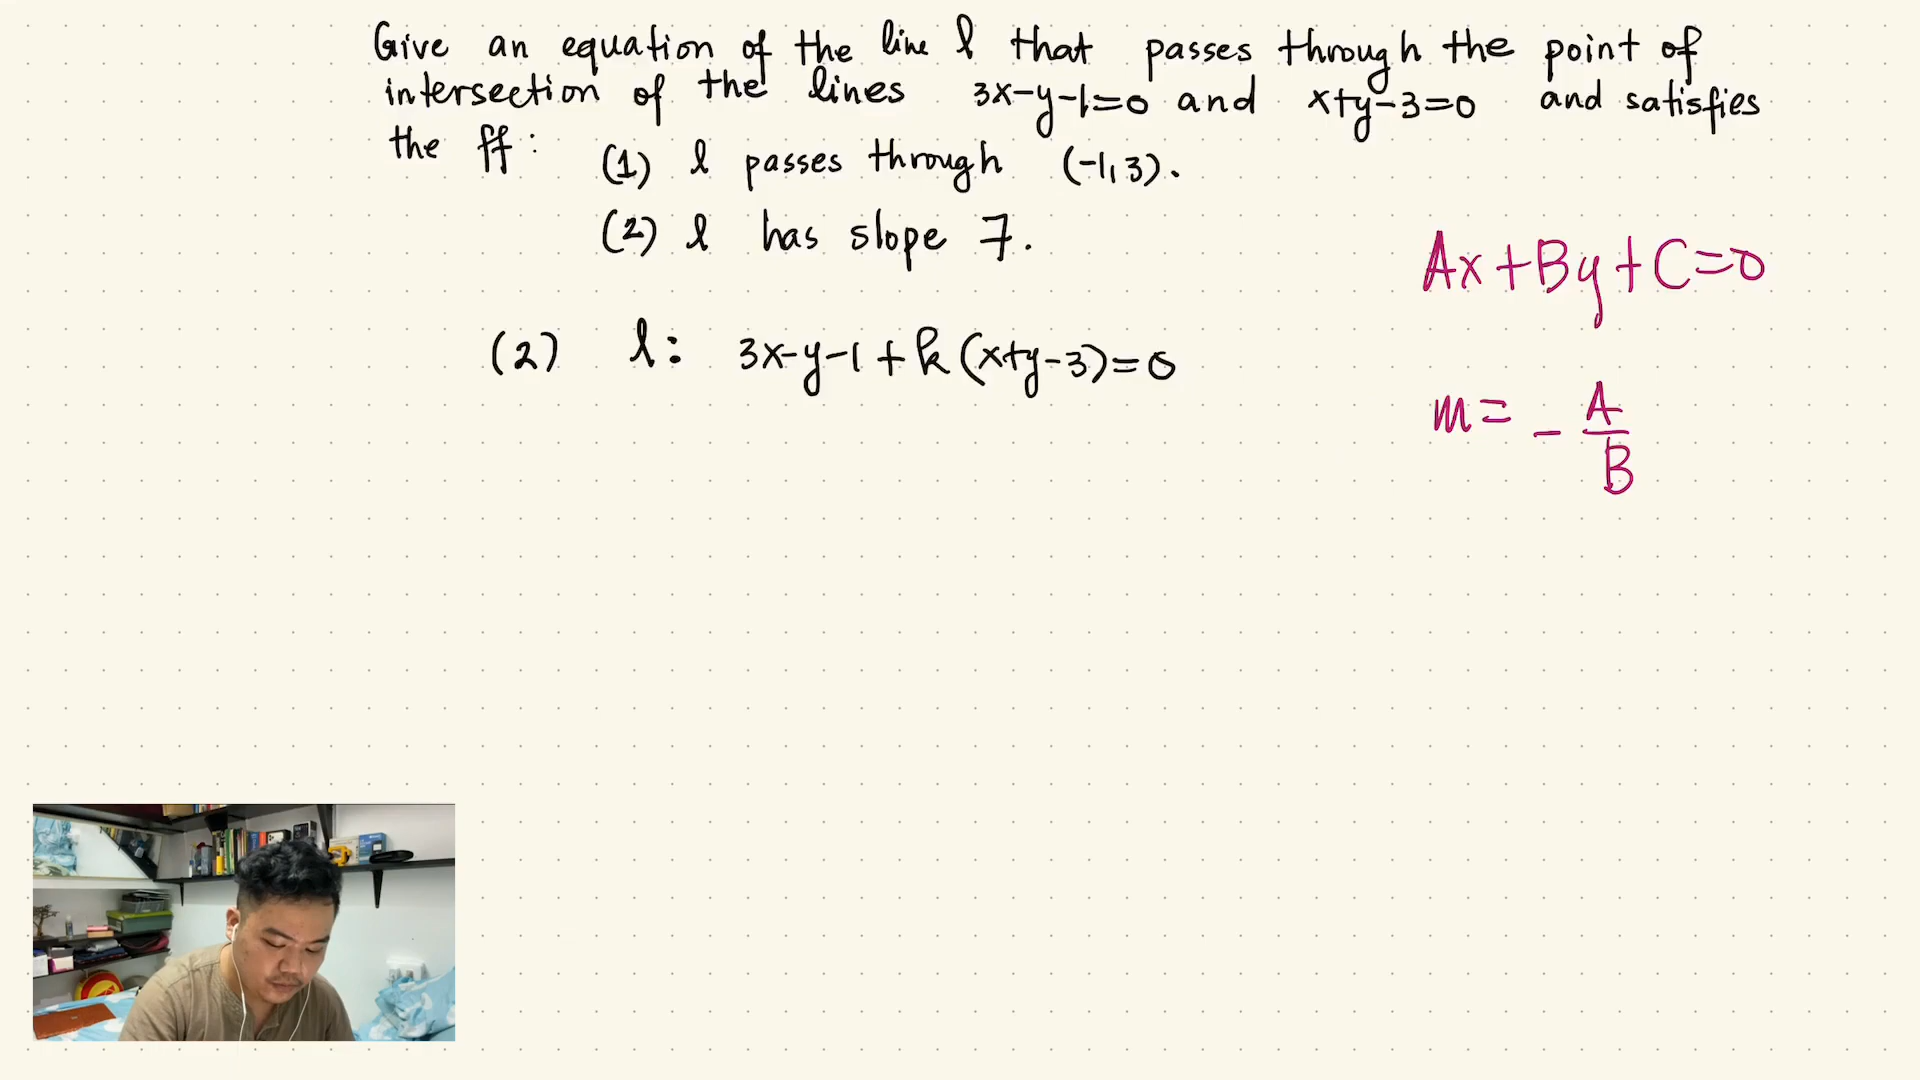 Give an equation of the line l that passes through the point of
intersection of the lines 3x-y-1=0 and x+y-3=0 and satisfies
the ff:
(1) l passes through (-1,3).
(2) l has slope 7.
Ax+By+C=0
(2) l: 3x-y-1+k(x+y-3)=0
m= - A/B